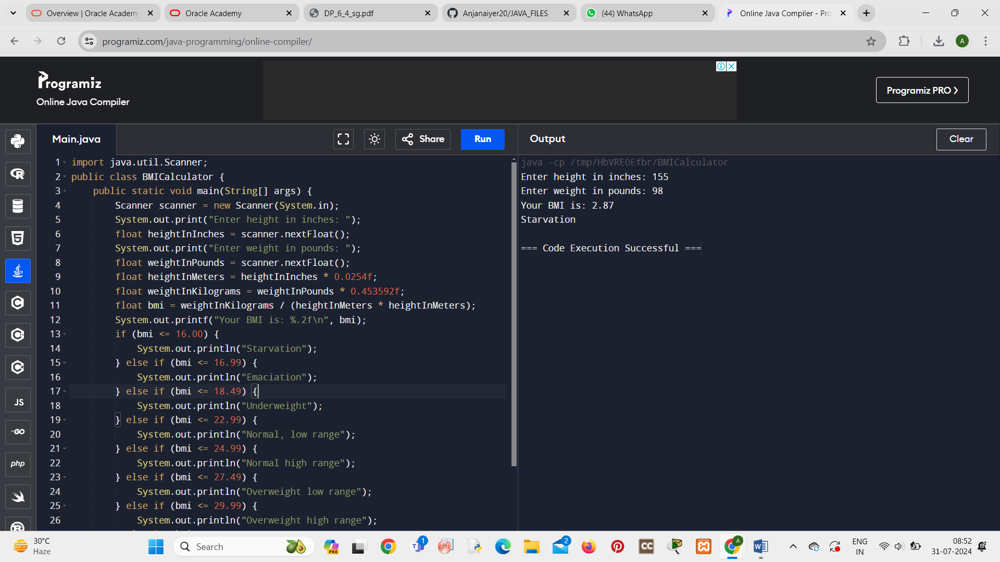 Overview | Oracle Academy
Oracle Academy
DP_6_4_sg.pdf
Anjanaiyer20/JAVA_FILES
(44) WhatsApp
Online Java Compiler - Pro
programiz.com/java-programming/online-compiler/
A
Programiz
Online Java Compiler
Programiz PRO
Main.java
Share
Run
Output
Clear
1 import java.util.Scanner;
2 public class BMICalculator {
3 public static void main(String[] args) {
4 Scanner scanner = new Scanner(System.in);
5 System.out.print("Enter height in inches: ");
6 float heightInInches = scanner.nextFloat();
7 System.out.print("Enter weight in pounds: ");
8 float weightInPounds = scanner.nextFloat();
9 float heightInMeters = heightInInches * 0.0254f;
10 float weightInKilograms = weightInPounds * 0.453592f;
11 float bmi = weightInKilograms / (heightInMeters * heightInMeters);
12 System.out.printf("Your BMI is: %.2f\n", bmi);
13 if (bmi <= 16.00) {
14 System.out.println("Starvation");
15 } else if (bmi <= 16.99) {
16 System.out.println("Emaciation");
17 } else if (bmi <= 18.49) {
18 System.out.println("Underweight");
19 } else if (bmi <= 22.99) {
20 System.out.println("Normal, low range");
21 } else if (bmi <= 24.99) {
22 System.out.println("Normal high range");
23 } else if (bmi <= 27.49) {
24 System.out.println("Overweight low range");
25 } else if (bmi <= 29.99) {
26 System.out.println("Overweight high range");
java -cp /tmp/HbVREOEfbr/BMICalculator
Enter height in inches: 155
Enter weight in pounds: 98
Your BMI is: 2.87
Starvation
=== Code Execution Successful ===
JS
GO
php
30°C
Haze
Search
PRE
1
2
CC
A
ENG
IN
08:52
31-07-2024